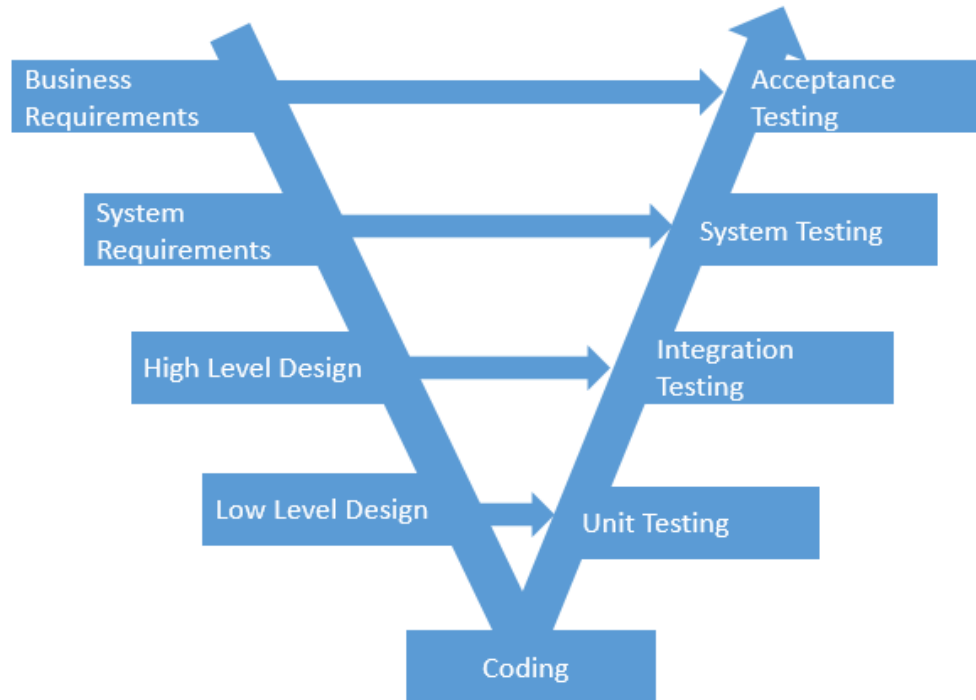 Business
Requirements
Acceptance
Testing
System
Requirements
System Testing
High Level Design
Integration
Testing
Low Level Design
Unit Testing
Coding